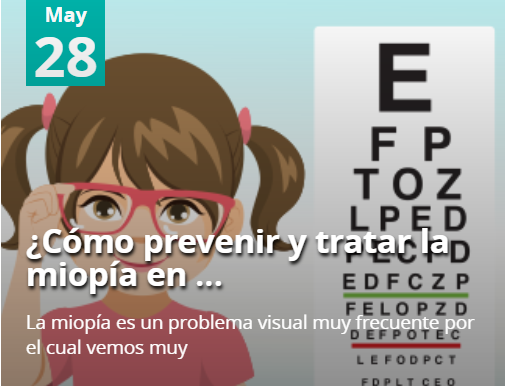 May
28
E
F P
T O Z
L P E D
¿Cómo prevenir y tratar la
P E C F D
miopía en ...
E D F C Z P
F E L O P Z D
La miopía es un problema visual muy frecuente por
D E F P O T E C
el cual vemos muy
L E F O D P C T
F D P L T C E O